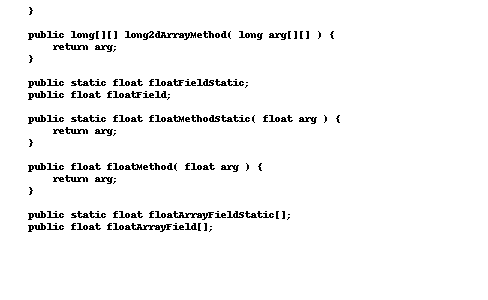 }
public long[][] long2dArrayMethod( long arg[][] ) {
return arg;
}
public static float floatFieldStatic;
public float floatField;
public static float floatMethodStatic( float arg ) {
return arg;
}
public float floatMethod( float arg ) {
return arg;
}
public static float floatArrayFieldStatic[];
public float floatArrayField[];